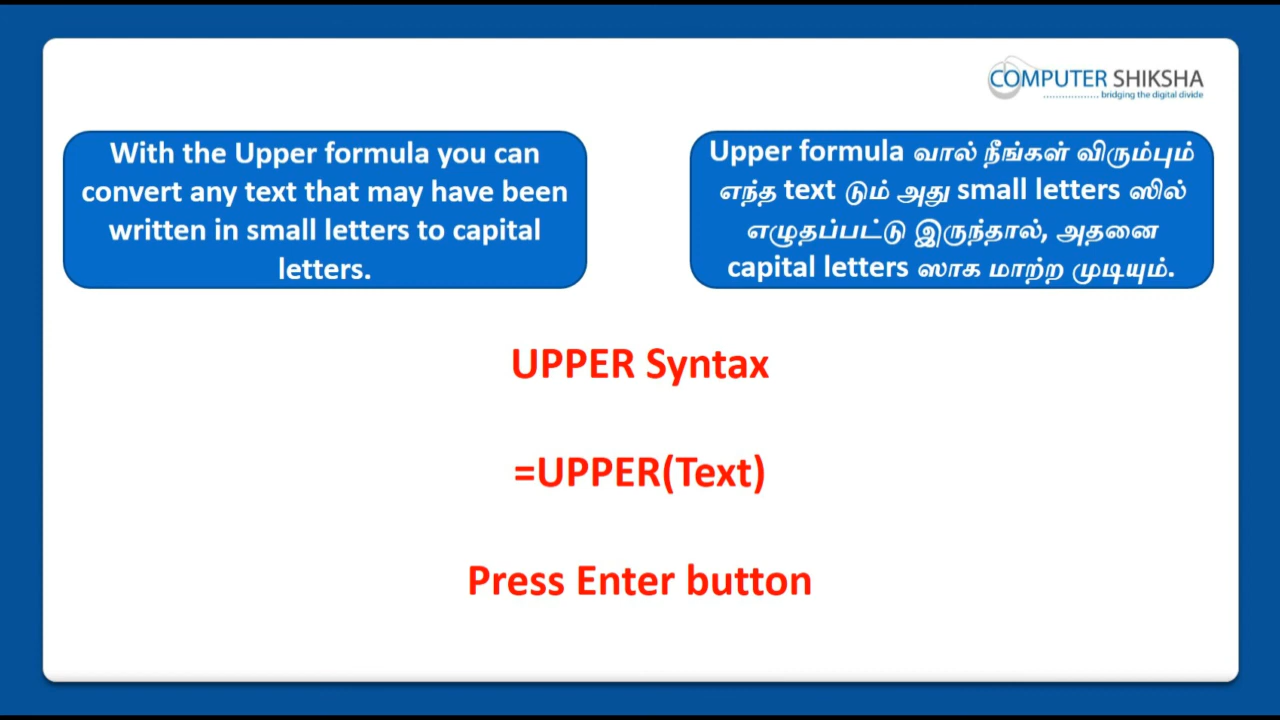 COMPUTER SHIKSHA
bridging the digital divide
With the Upper formula you can
convert any text that may have been
written in small letters to capital
letters.
Upper formula வால் நீங்கள் விரும்பும்
எந்த text டும் அது small letters ஸில்
எழுதப்பட்டு இருந்தால், அதனை
capital letters ஸாக மாற்ற முடியும்.
UPPER Syntax
=UPPER(Text)
Press Enter button